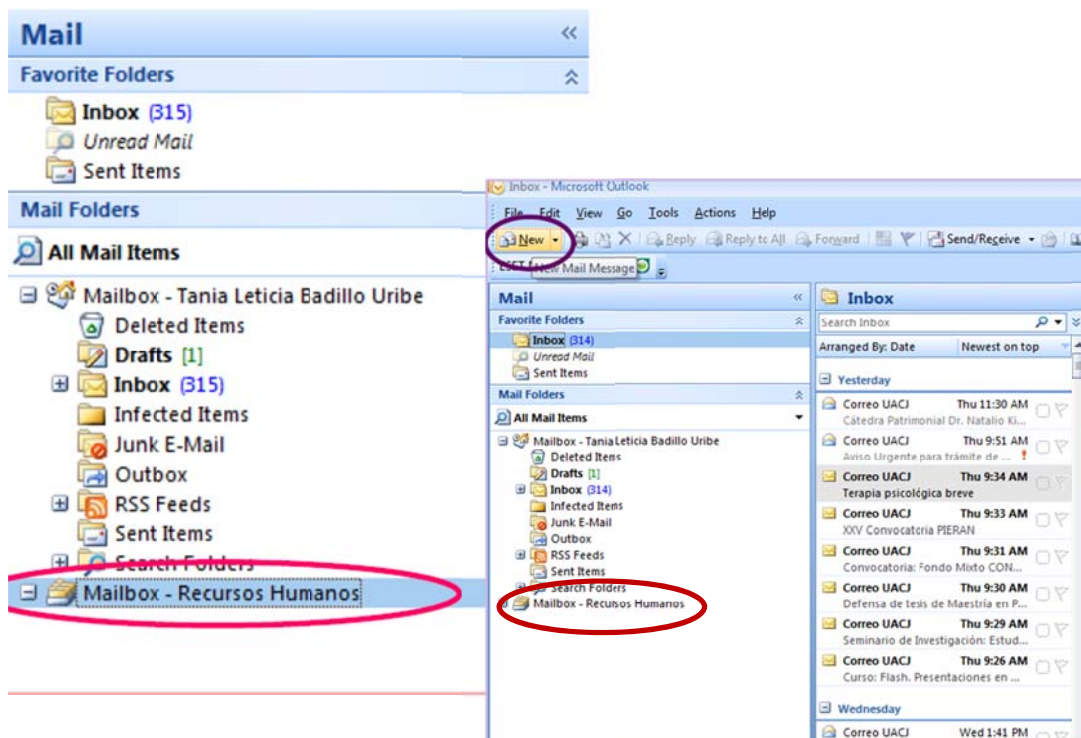 Mail
Favorite Folders
Inbox (315)
Unread Mail
Sent Items
Mail Folders
All Mail Items
Mailbox - Tania Leticia Badillo Uribe
Deleted Items
Drafts [1]
Inbox (315)
Infected Items
Junk E-Mail
Outbox
RSS Feeds
Sent Items
Search Folders
Mailbox - Recursos Humanos
Inbox - Microsoft Outlook
File Edit View Go Tools Actions Help
New Reply Reply to All Forward Send/Receive
New Mail Message
Mail
Favorite Folders
Inbox (314)
Unread Mail
Sent Items
Mail Folders
All Mail Items
Mailbox - Tania Leticia Badillo Uribe
Deleted Items
Drafts [1]
Inbox (314)
Infected Items
Junk E-Mail
Outbox
RSS Feeds
Sent Items
Search Folders
Mailbox - Recusos Humanos
Inbox
Search Inbox
Arranged By: Date Newest on top
Yesterday
Correo UACJ Thu 11:30 AM
Cátedra Patrimonial Dr. Natalio Ki...
Correo UACJ Thu 9:51 AM
Aviso Urgente para trámite de ...
Correo UACJ Thu 9:34 AM
Terapia psicológica breve
Correo UACJ Thu 9:33 AM
XXV Convocatoria PIERAN
Correo UACJ Thu 9:31 AM
Convocatoria: Fondo Mixto CON...
Correo UACJ Thu 9:30 AM
Defensa de tesis de Maestría en P...
Correo UACJ Thu 9:29 AM
Seminario de Investigación: Estud...
Correo UACJ Thu 9:26 AM
Curso: Flash. Presentaciones en ...
Wednesday
Correo UACJ Wed 1:41 PM